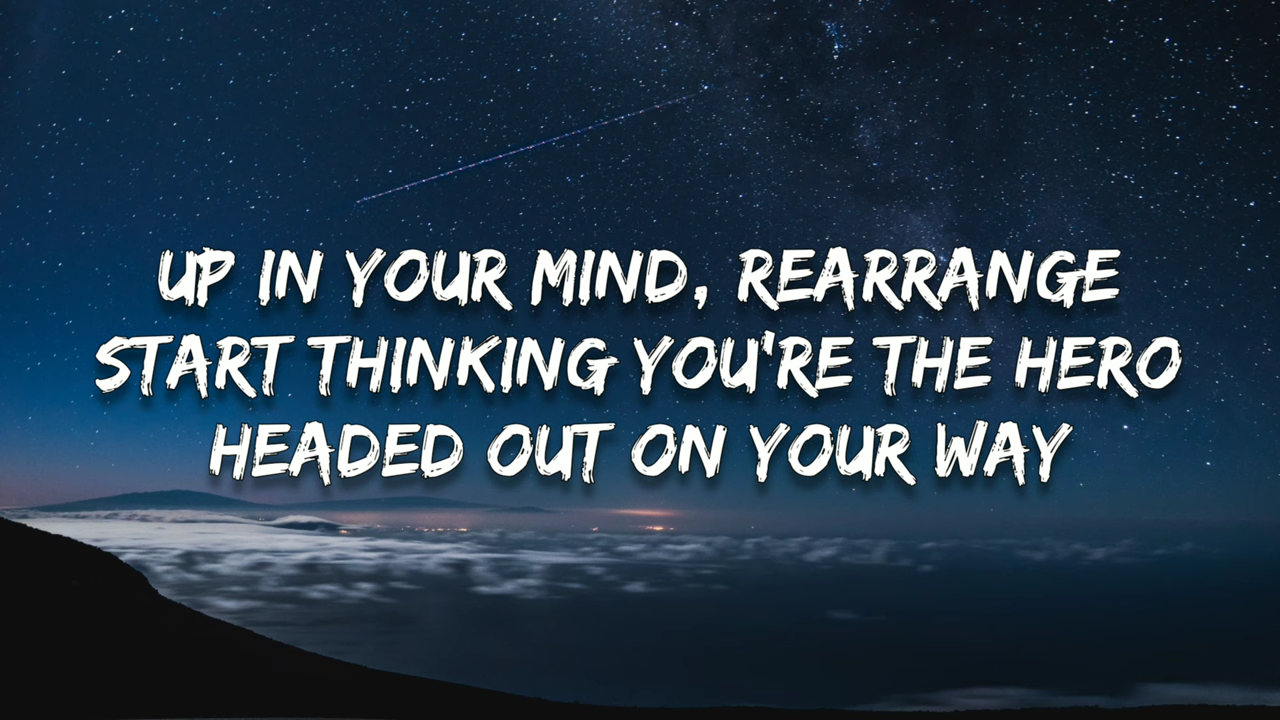 UP IN YOUR MIND, REARRANGE
START THINKING YOU'RE THE HERO
HEADED OUT ON YOUR WAY